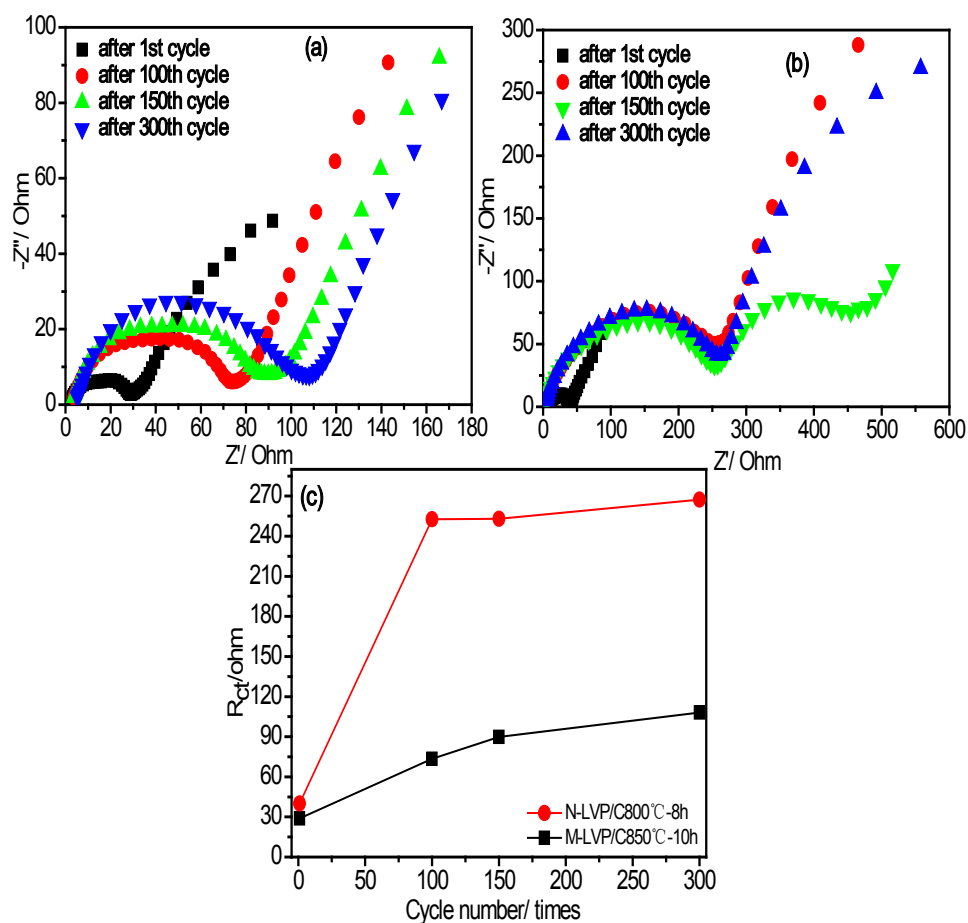 (a)
after 1st cycle
after 100th cycle
after 150th cycle
after 300th cycle
100
80
60
40
20
0
-Z''/ Ohm
0 20 40 60 80 100 120 140 160 180
Z'/ Ohm
(b)
after 1st cycle
after 100th cycle
after 150th cycle
after 300th cycle
300
250
200
150
100
50
0
-Z''/ Ohm
0 100 200 300 400 500 600
Z'/ Ohm
(c)
270
240
210
180
150
120
90
60
30
0
Rct/ohm
N-LVP/C800℃-8h
M-LVP/C850℃-10h
0 50 100 150 200 250 300
Cycle number/ times